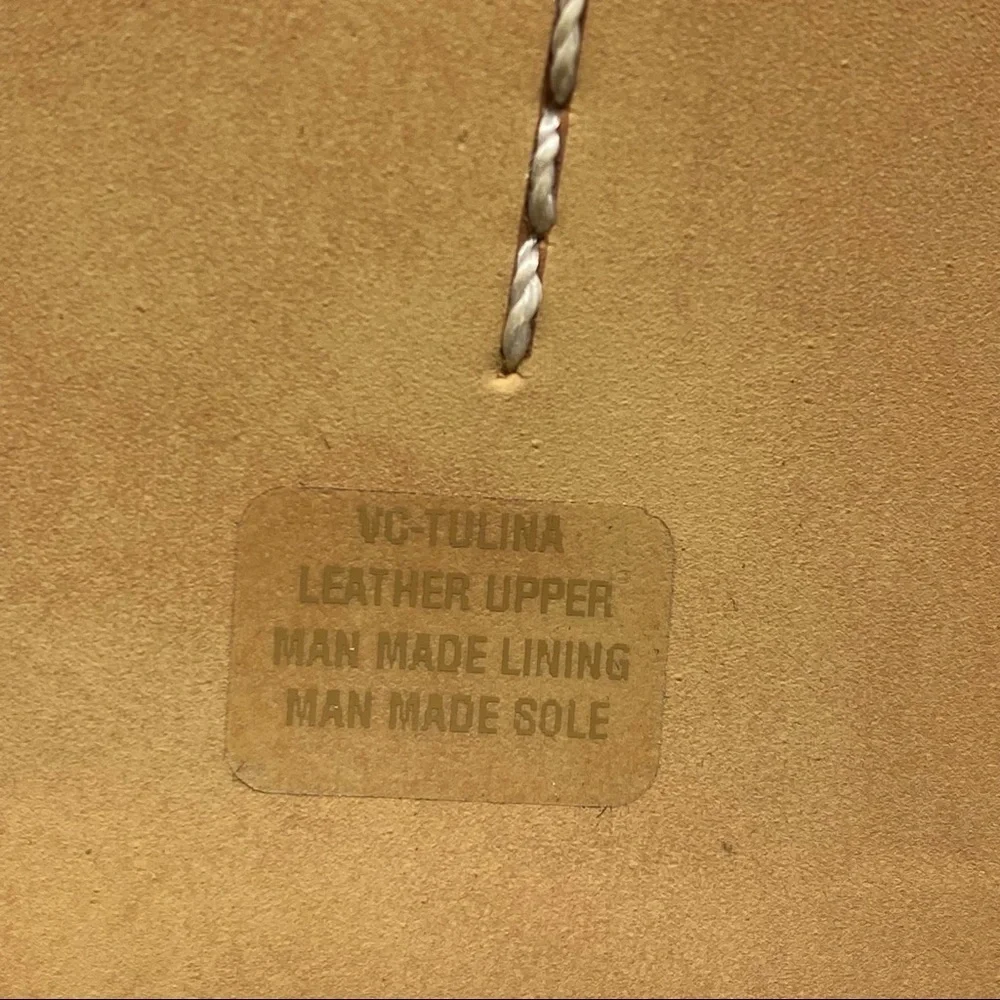 VC-TULINA
LEATHER UPPER
MAN MADE LINING
MAN MADE SOLE